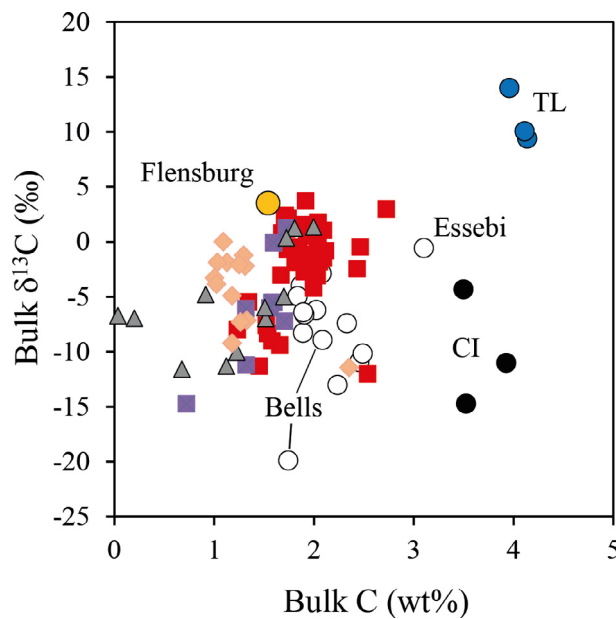 20
15
TL
10
Flensburg
5
Essebi
0
-5
CI
-10
Bells
-15
-20
-25
0 1 2 3 4 5
Bulk C (wt%)
Bulk δ¹³C (‰)